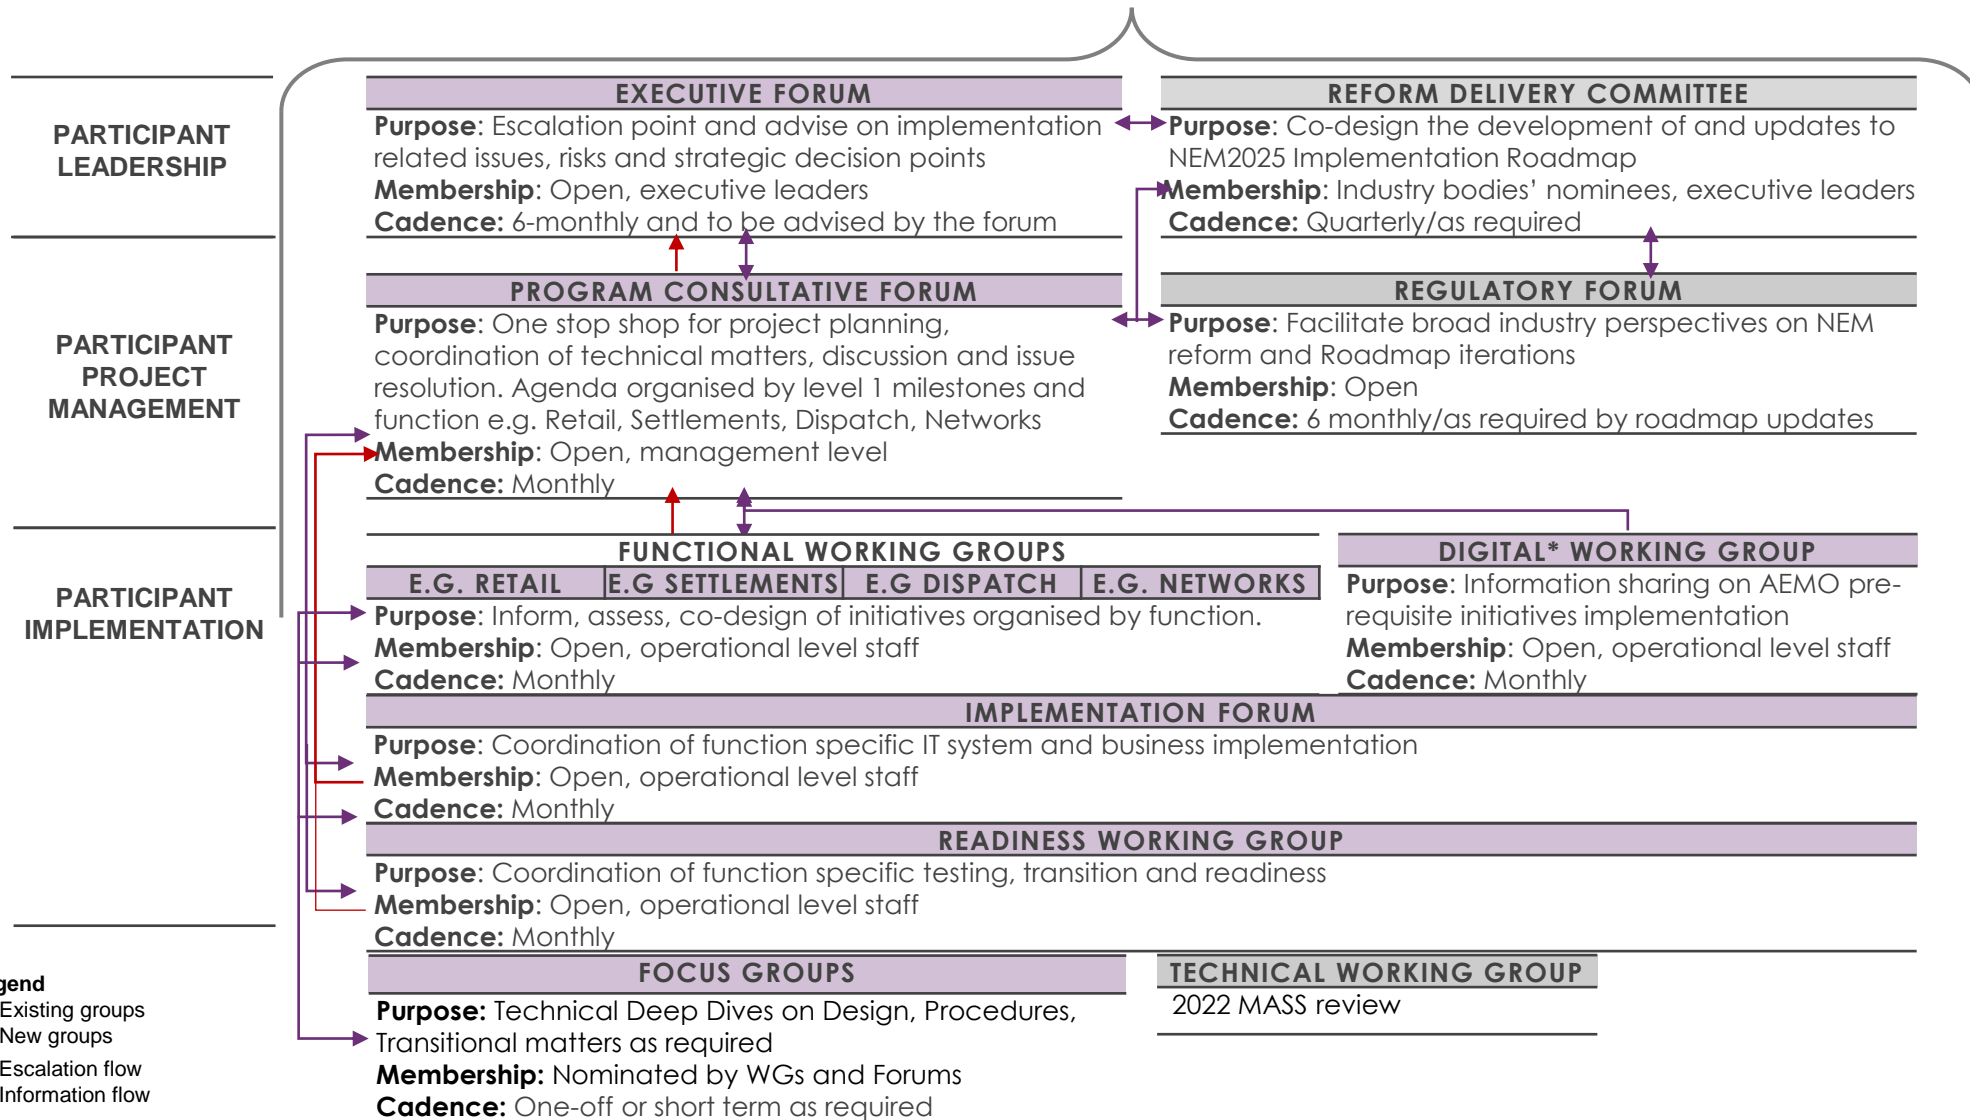 PARTICIPANT
LEADERSHIP
EXECUTIVE FORUM
Purpose: Escalation point and advise on implementation
related issues, risks and strategic decision points
Membership: Open, executive leaders
Cadence: 6-monthly and to be advised by the forum
REFORM DELIVERY COMMITTEE
Purpose: Co-design the development of and updates to
NEM2025 Implementation Roadmap
Membership: Industry bodies’ nominees, executive leaders
Cadence: Quarterly/as required
PARTICIPANT
PROJECT
MANAGEMENT
PROGRAM CONSULTATIVE FORUM
Purpose: One stop shop for project planning,
coordination of technical matters, discussion and issue
resolution. Agenda organised by level 1 milestones and
function e.g. Retail, Settlements, Dispatch, Networks
Membership: Open, management level
Cadence: Monthly
REGULATORY FORUM
Purpose: Facilitate broad industry perspectives on NEM
reform and Roadmap iterations
Membership: Open
Cadence: 6 monthly/as required by roadmap updates
PARTICIPANT
IMPLEMENTATION
FUNCTIONAL WORKING GROUPS
E.G. RETAIL E.G SETTLEMENTS E.G DISPATCH E.G. NETWORKS
Purpose: Inform, assess, co-design of initiatives organised by function.
Membership: Open, operational level staff
Cadence: Monthly
DIGITAL* WORKING GROUP
Purpose: Information sharing on AEMO pre-
requisite initiatives implementation
Membership: Open, operational level staff
Cadence: Monthly
IMPLEMENTATION FORUM
Purpose: Coordination of function specific IT system and business implementation
Membership: Open, operational level staff
Cadence: Monthly
READINESS WORKING GROUP
Purpose: Coordination of function specific testing, transition and readiness
Membership: Open, operational level staff
Cadence: Monthly
FOCUS GROUPS
Purpose: Technical Deep Dives on Design, Procedures,
Transitional matters as required
Membership: Nominated by WGs and Forums
Cadence: One-off or short term as required
TECHNICAL WORKING GROUP
2022 MASS review
gend
Existing groups
New groups
Escalation flow
Information flow